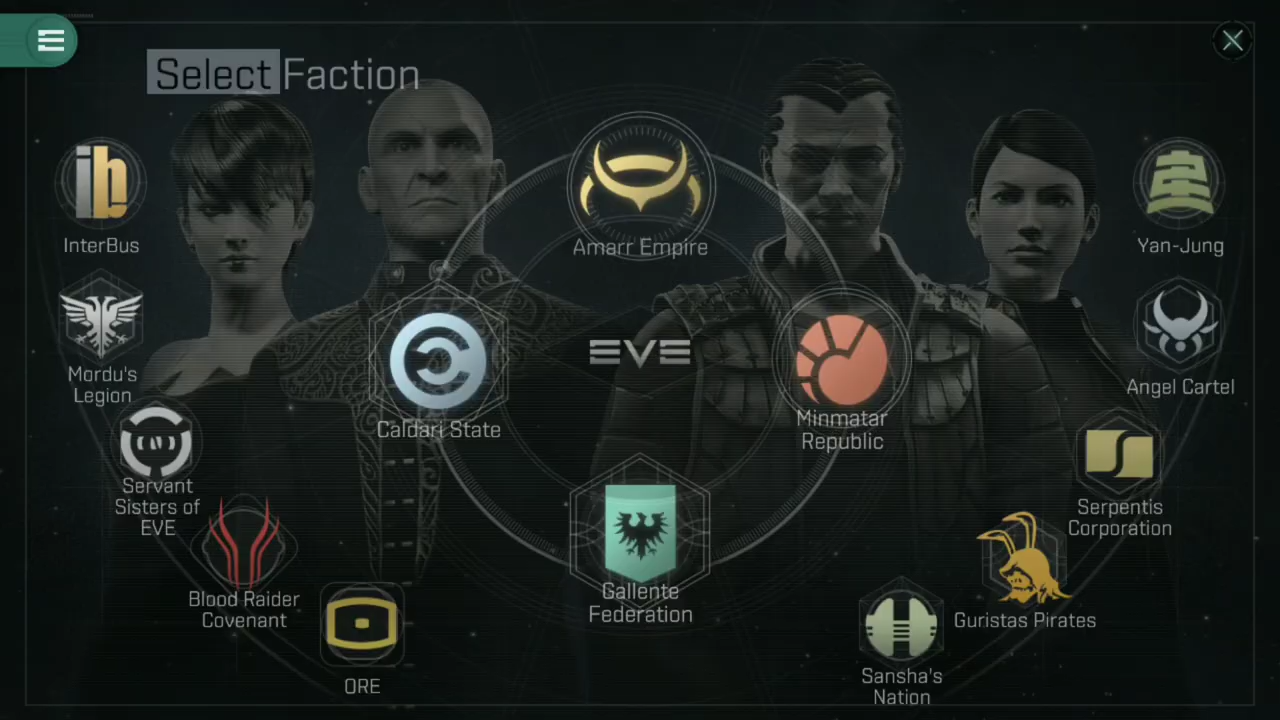 Select Faction
InterBus
Mordu's
Legion
Servant
Sisters of
EVE
Blood Raider
Covenant
ORE
Amarr Empire
Caldari State
EVE
Minmatar
Republic
Gallente
Federation
Yan-Jung
Angel Cartel
Serpentis
Corporation
Guristas Pirates
Sansha's
Nation